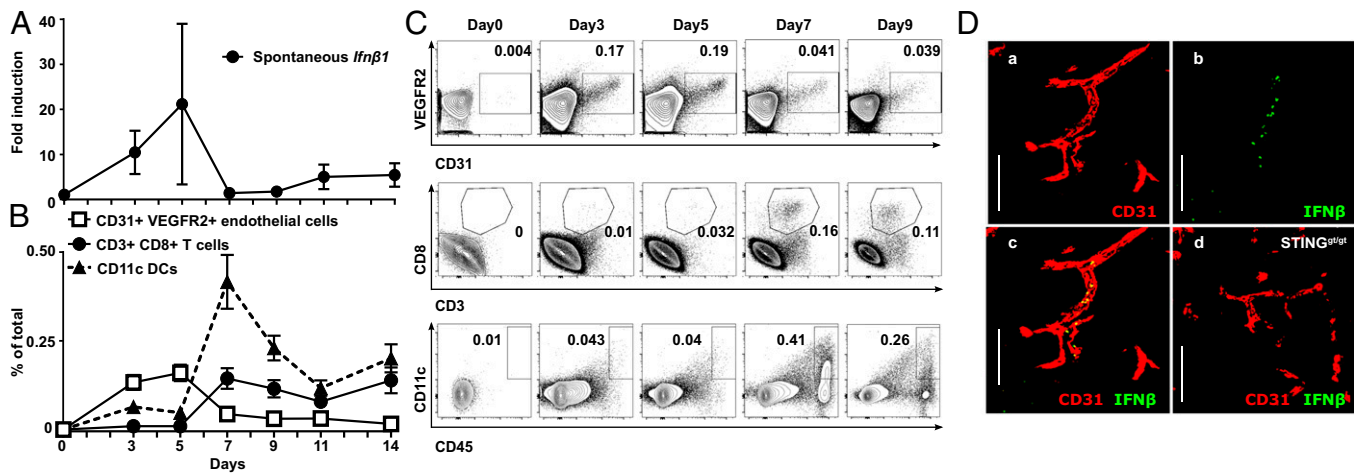 A
40
30
20
10
0
Fold induction
Spontaneous Ifnβ1
B
CD31+ VEGFR2+ endothelial cells
CD3+ CD8+ T cells
CD11c DCs
0.50
0.25
0
% of total
0 3 5 7 9 11 14
Days
C
Day0 Day3 Day5 Day7 Day9
VEGFR2
0.004 0.17 0.19 0.041 0.039
CD31
CD8
0 0.01 0.032 0.16 0.11
CD3
CD11c
0.01 0.043 0.04 0.41 0.26
CD45
D
a
CD31
b
IFNβ
c
CD31 IFNβ
d
STINGgt/gt
CD31 IFNβ